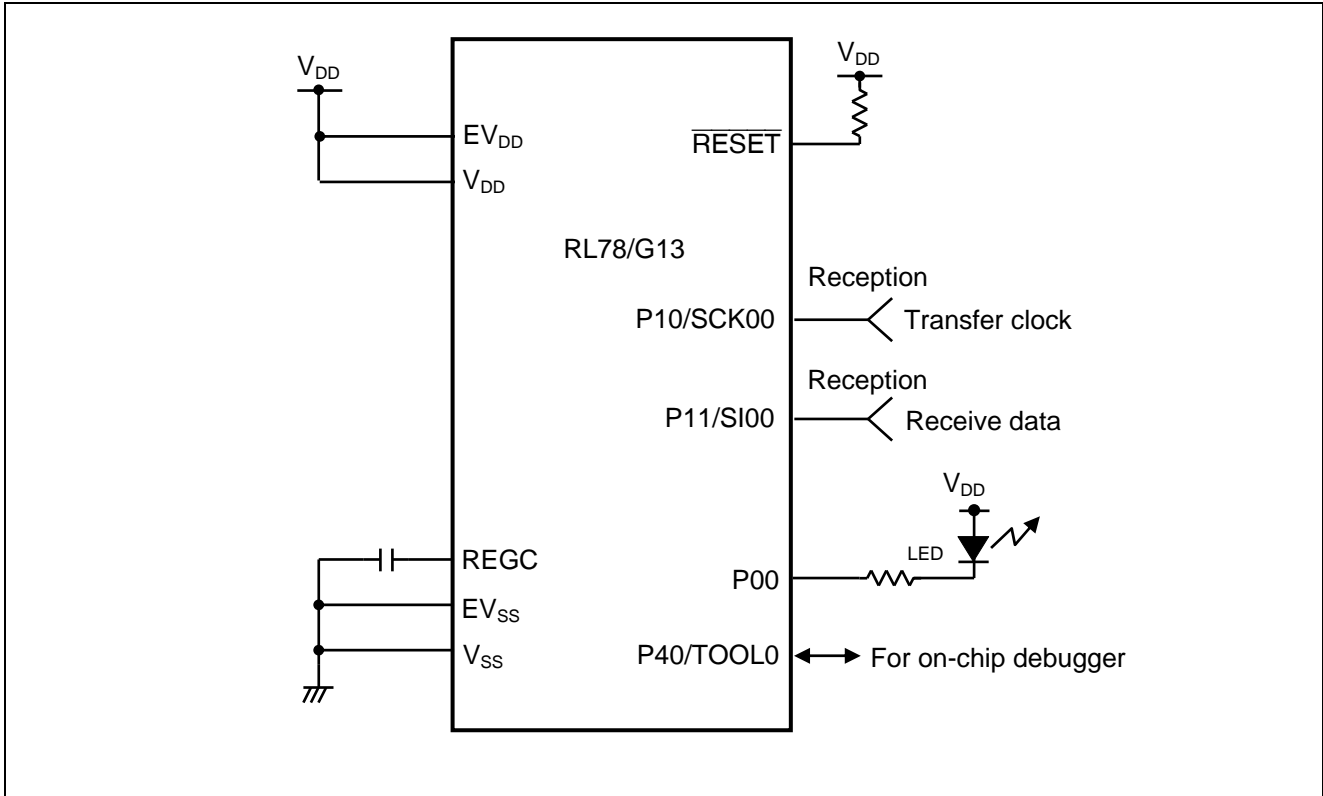 VDD
EVDD
VDD
REGC
EVSS
VSS
RL78/G13
VDD
RESET
Reception
P10/SCK00
Transfer clock
Reception
P11/SI00
Receive data
VDD
LED
P00
P40/TOOL0
For on-chip debugger